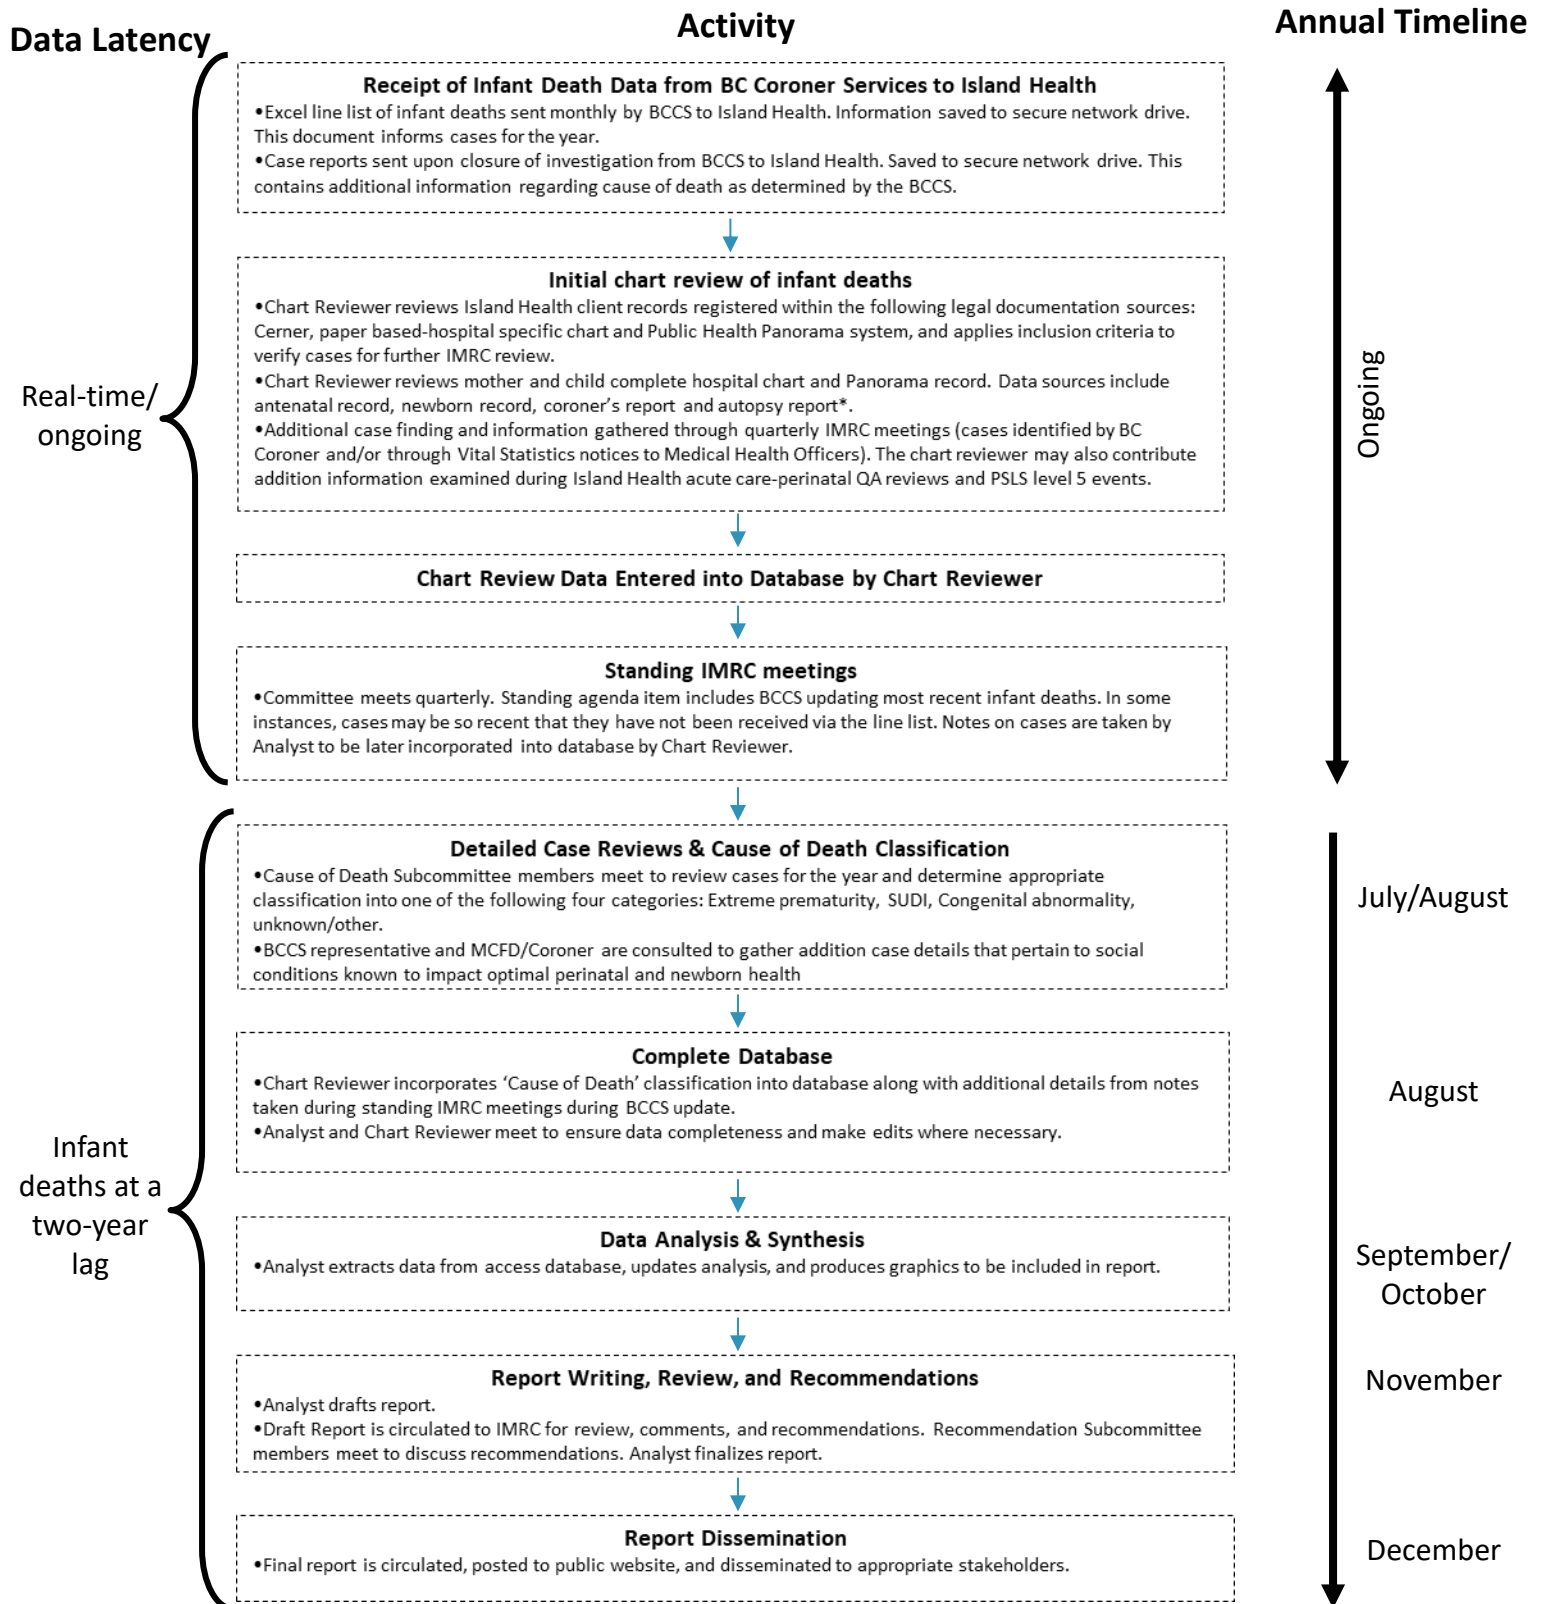 Data Latency
Activity
Annual Timeline
Receipt of Infant Death Data from BC Coroner Services to Island Health
•Excel line list of infant deaths sent monthly by BCCS to Island Health. Information saved to secure network drive.
This document informs cases for the year.
•Case reports sent upon closure of investigation from BCCS to Island Health. Saved to secure network drive. This
contains additional information regarding cause of death as determined by the BCCS.
Initial chart review of infant deaths
•Chart Reviewer reviews Island Health client records registered within the following legal documentation sources:
Cerner, paper based-hospital specific chart and Public Health Panorama system, and applies inclusion criteria to
verify cases for further IMRC review.
•Chart Reviewer reviews mother and child complete hospital chart and Panorama record. Data sources include
antenatal record, newborn record, coroner's report and autopsy report*.
•Additional case finding and information gathered through quarterly IMRC meetings (cases identified by BC
Coroner and/or through Vital Statistics notices to Medical Health Officers). The chart reviewer may also contribute
addition information examined during Island Health acute care-perinatal QA reviews and PSLS level 5 events.
Real-time/
ongoing
Ongoing
Chart Review Data Entered into Database by Chart Reviewer
Standing IMRC meetings
•Committee meets quarterly. Standing agenda item includes BCCS updating most recent infant deaths. In some
instances, cases may be so recent that they have not been received via the line list. Notes on cases are taken by
Analyst to be later incorporated into database by Chart Reviewer.
Detailed Case Reviews & Cause of Death Classification
•Cause of Death Subcommittee members meet to review cases for the year and determine appropriate
classification into one of the following four categories: Extreme prematurity, SUDI, Congenital abnormality,
unknown/other.
•BCCS representative and MCFD/Coroner are consulted to gather addition case details that pertain to social
conditions known to impact optimal perinatal and newborn health
July/August
Complete Database
•Chart Reviewer incorporates 'Cause of Death' classification into database along with additional details from notes
taken during standing IMRC meetings during BCCS update.
•Analyst and Chart Reviewer meet to ensure data completeness and make edits where necessary.
August
Infant
deaths at a
two-year
lag
Data Analysis & Synthesis
•Analyst extracts data from access database, updates analysis, and produces graphics to be included in report.
September/
October
Report Writing, Review, and Recommendations
•Analyst drafts report.
•Draft Report is circulated to IMRC for review, comments, and recommendations. Recommendation Subcommittee
members meet to discuss recommendations. Analyst finalizes report.
November
Report Dissemination
•Final report is circulated, posted to public website, and disseminated to appropriate stakeholders.
December